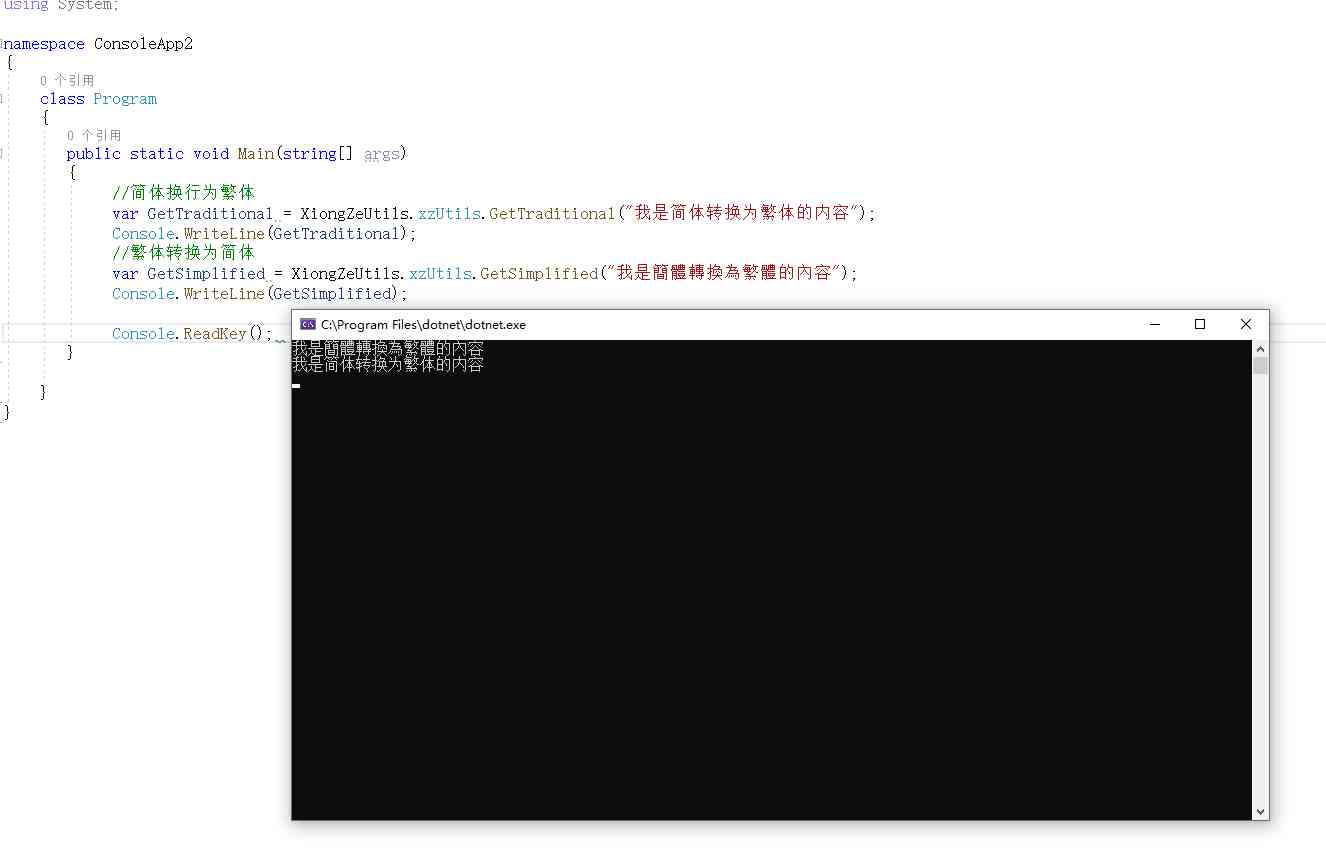 using System;
namespace ConsoleApp2
{
0 个引用
class Program
{
0 个引用
public static void Main(string[] args)
{
//简体换行为繁体
var GetTraditional = XiongZeUtils.xzUtils.GetTraditional("我是简体转换为繁体的内容");
Console.WriteLine(GetTraditional);
//繁体转换为简体
var GetSimplified = XiongZeUtils.xzUtils.GetSimplified("我是簡體轉換為繁體的內容");
Console.WriteLine(GetSimplified);
Console.ReadKey();
}
}
}
C:\Program Files\dotnet\dotnet.exe
我是簡體轉換為繁體的內容
我是简体转换为繁体的内容